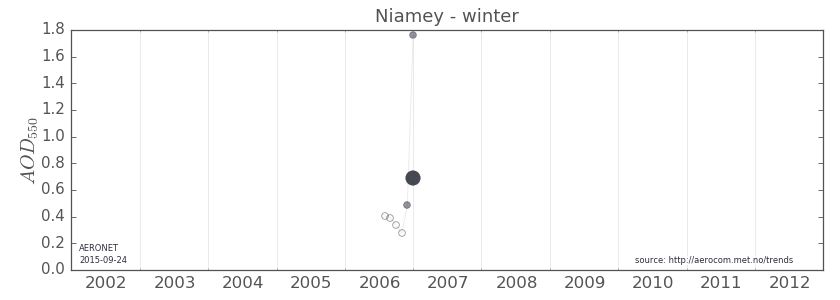 Niamey - winter
1.8
1.6
1.4
1.2
1.0
0.8
0.6
0.4
0.2
0.0
AOD550
AERONET
2015-09-24
source: http://aerocom.met.no/trends
2002 2003 2004 2005 2006 2007 2008 2009 2010 2011 2012